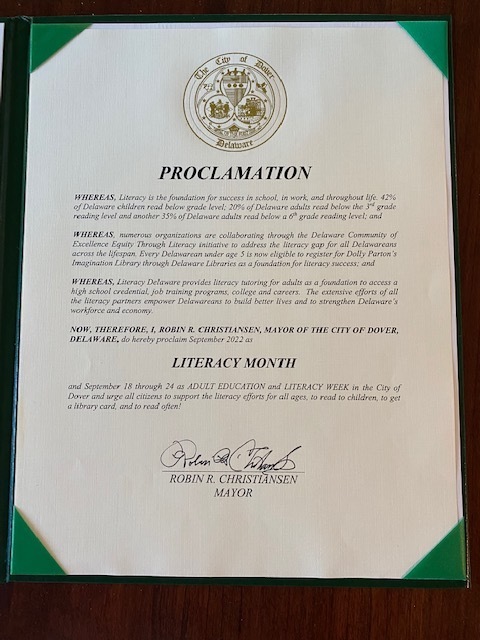 The City of Dover
Delaware
PROCLAMATION
WHEREAS, Literacy is the foundation for success in school, in work, and throughout life. 42%
of Delaware children read below grade level; 20% of Delaware adults read below the 3rd grade
reading level and another 35% of Delaware adults read below a 6th grade reading level; and
WHEREAS, numerous organizations are collaborating through the Delaware Community of
Excellence Equity Through Literacy initiative to address the literacy gap for all Delawareans
across the lifespan. Every Delawarean under age 5 is now eligible to register for Dolly Parton's
Imagination Library through Delaware Libraries as a foundation for literacy success; and
WHEREAS, Literacy Delaware provides literacy tutoring for adults as a foundation to access a
high school credential, job training programs, college and careers. The extensive efforts of all
the literacy partners empower Delawareans to build better lives and to strengthen Delaware's
workforce and economy.
NOW, THEREFORE, I, ROBIN R. CHRISTIANSEN, MAYOR OF THE CITY OF DOVER,
DELAWARE, do hereby proclaim September 2022 as
LITERACY MONTH
and September 18 through 24 as ADULT EDUCATION and LITERACY WEEK in the City of
Dover and urge all citizens to support the literacy efforts for all ages, to read to children, to get
a library card, and to read often!
ROBIN R. CHRISTIANSEN
MAYOR